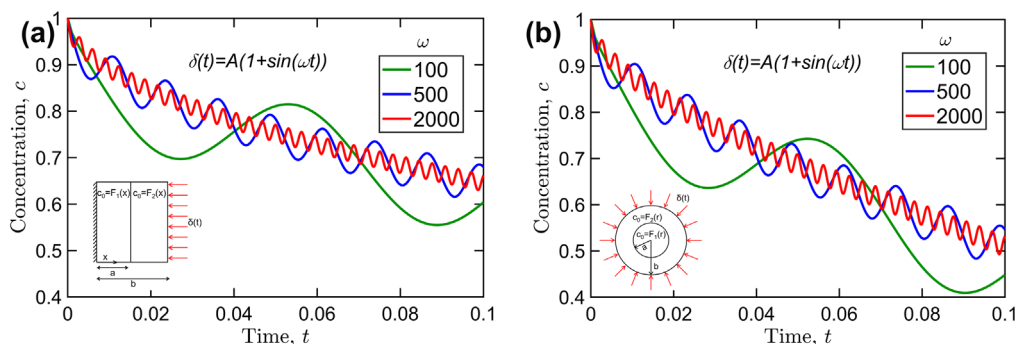 (a)
δ(t)=A(1+sin(ωt))
ω
100
500
2000
Concentration, c
1
0.9
0.8
0.7
0.6
0.5
0.4
c₀=F₁(x) c₀=F₂(x)
δ(t)
x
a
b
0 0.02 0.04 0.06 0.08 0.1
Time, t
(b)
δ(t)=A(1+sin(ωt))
ω
100
500
2000
Concentration, c
1
0.9
0.8
0.7
0.6
0.5
0.4
δ(t)
c₀=F₂(r)
c₀=F₁(r)
a
b
0 0.02 0.04 0.06 0.08 0.1
Time, t